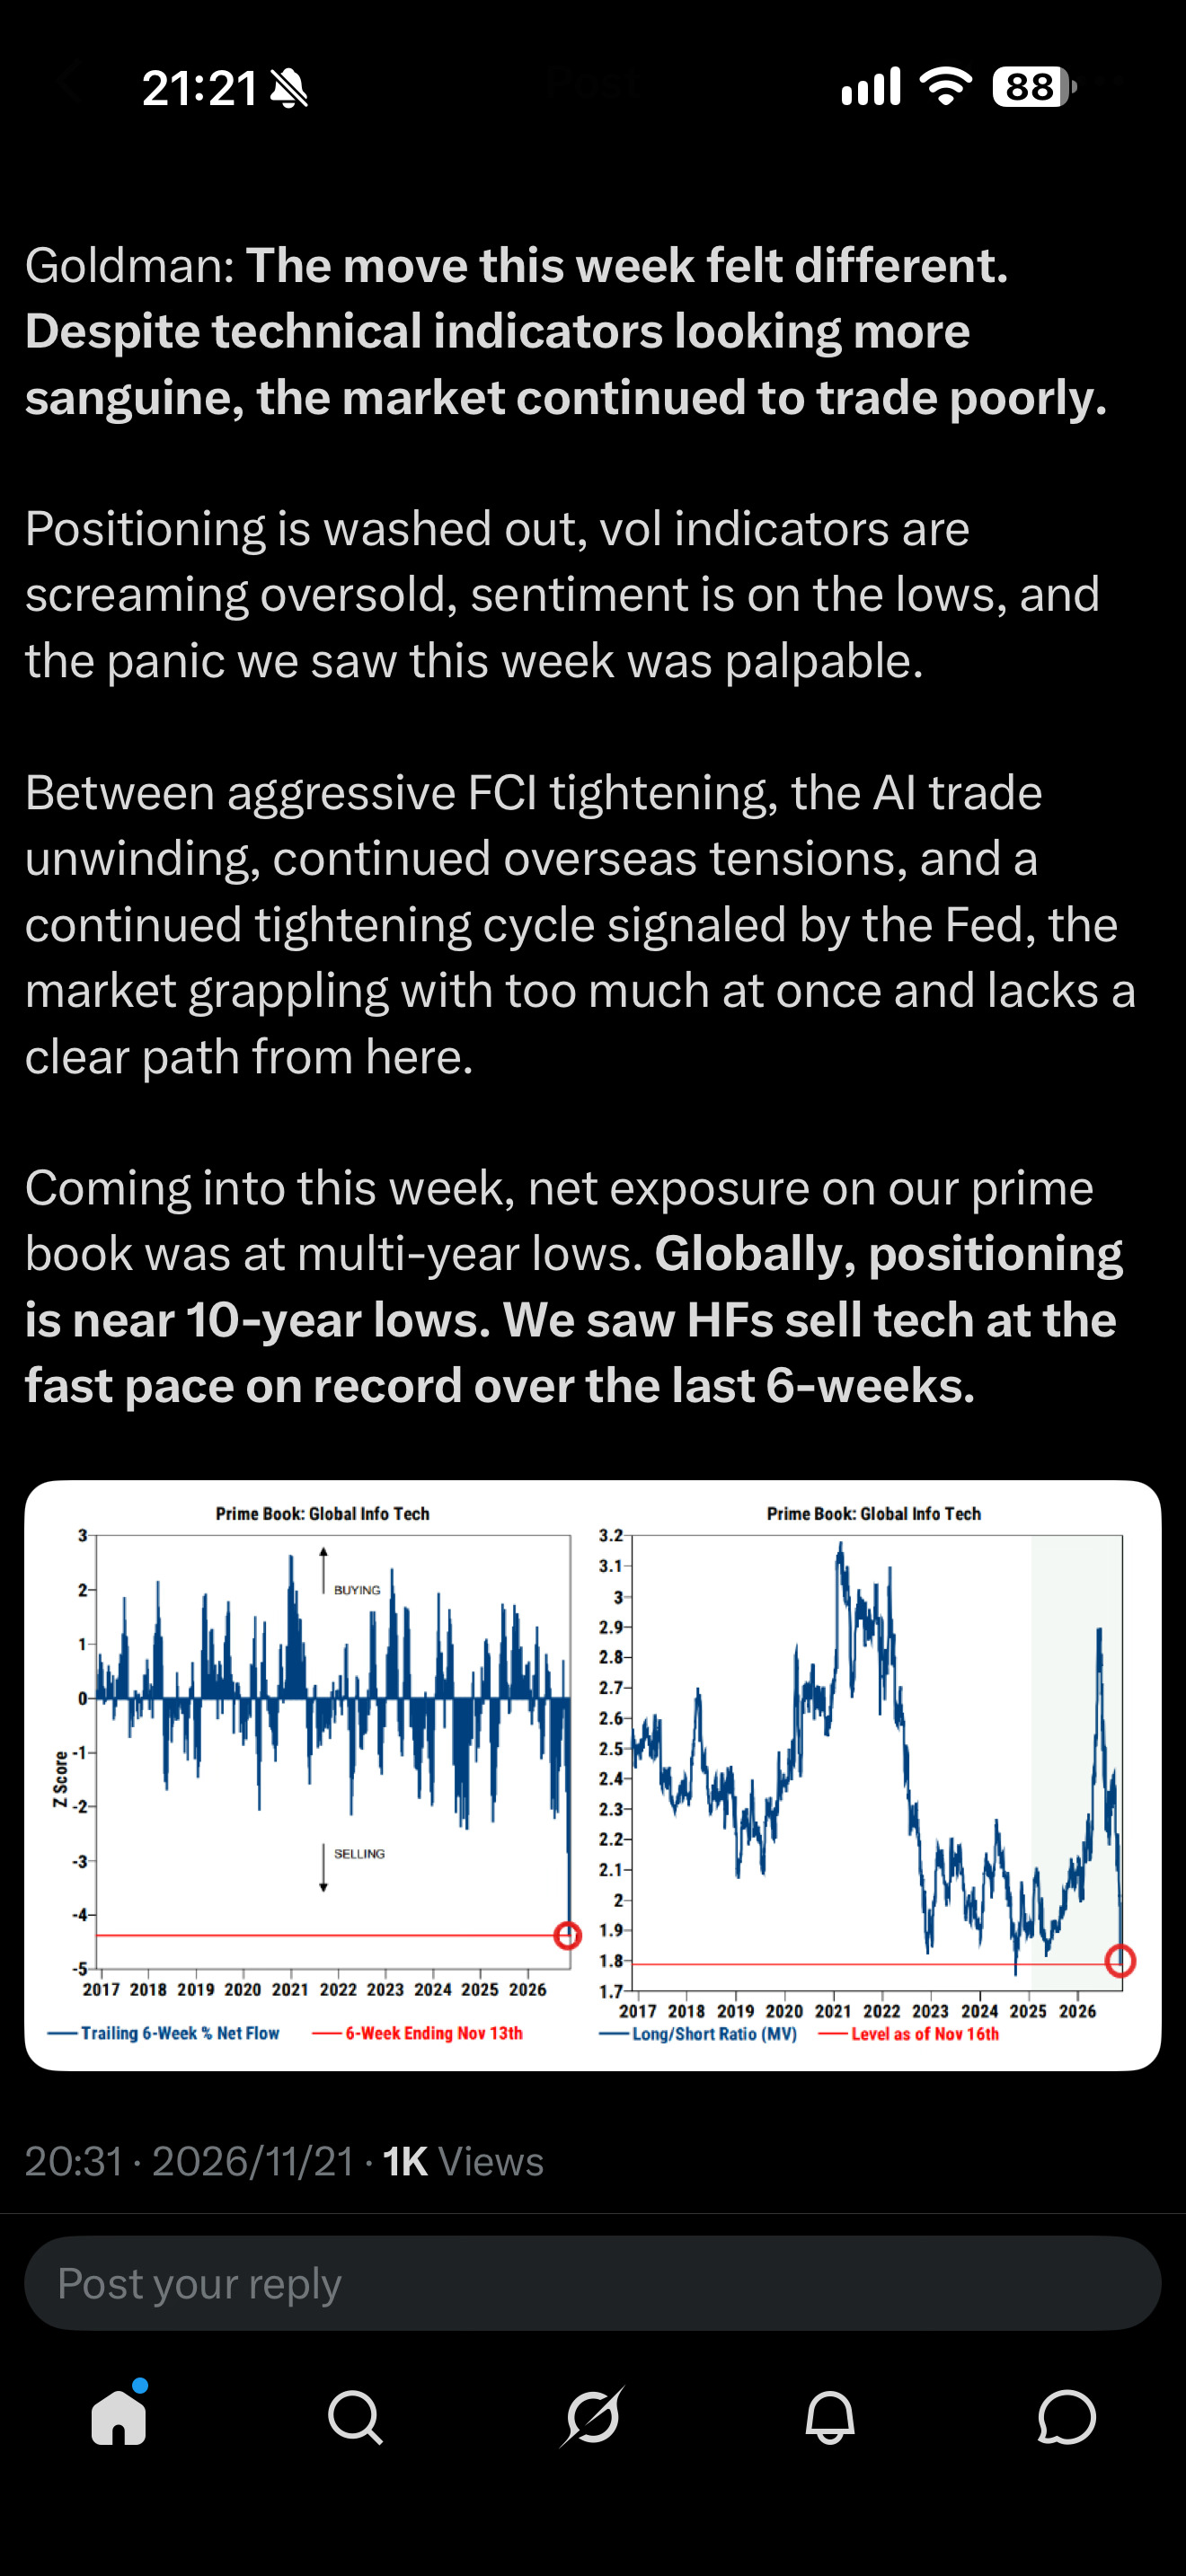 21:21
88
Post
Goldman: The move this week felt different.
Despite technical indicators looking more
sanguine, the market continued to trade poorly.
Positioning is washed out, vol indicators are
screaming oversold, sentiment is on the lows, and
the panic we saw this week was palpable.
Between aggressive FCI tightening, the AI trade
unwinding, continued overseas tensions, and a
continued tightening cycle signaled by the Fed, the
market grappling with too much at once and lacks a
clear path from here.
Coming into this week, net exposure on our prime
book was at multi-year lows. Globally, positioning
is near 10-year lows. We saw HFs sell tech at the
fast pace on record over the last 6-weeks.
Prime Book: Global Info Tech
3
2
1
0
-1
-2
-3
-4
-5
Z Score
BUYING
SELLING
2017 2018 2019 2020 2021 2022 2023 2024 2025 2026
Trailing 6-Week % Net Flow
6-Week Ending Nov 13th
Prime Book: Global Info Tech
3.2
3.1
3
2.9
2.8
2.7
2.6
2.5
2.4
2.3
2.2
2.1
2
1.9
1.8
1.7
2017 2018 2019 2020 2021 2022 2023 2024 2025 2026
Long/Short Ratio (MV)
Level as of Nov 16th
20:31 · 2026/11/21 · 1K Views
Post your reply